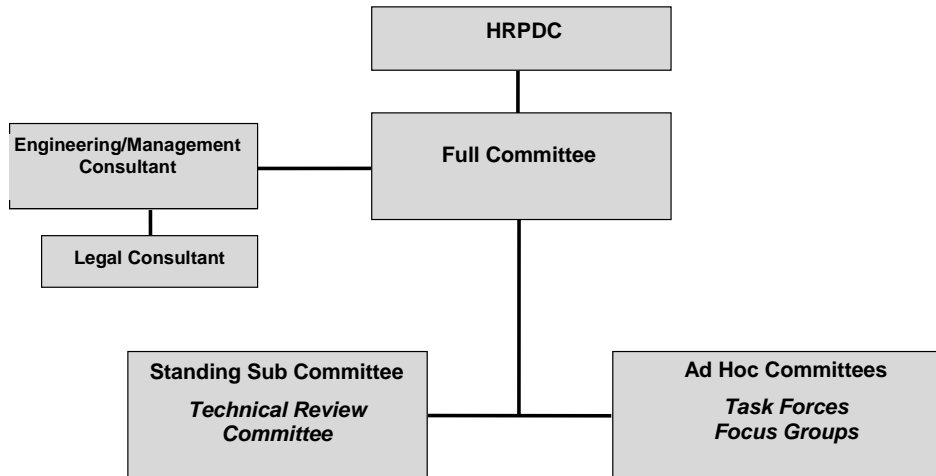 HRPDC
Engineering/Management
Consultant
Full Committee
Legal Consultant
Standing Sub Committee
Technical Review
Committee
Ad Hoc Committees
Task Forces
Focus Groups